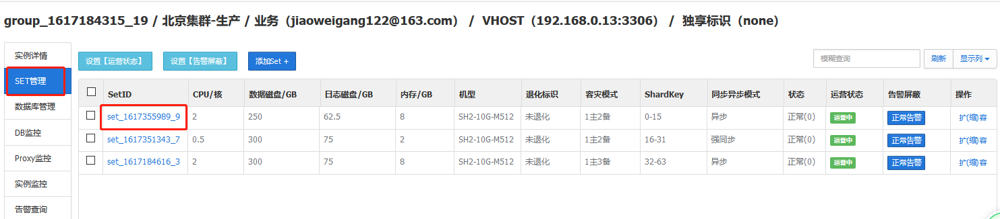 group_1617184315_19 / 北京集群-生产 / 业务（jiaoweigang122@163.com） / VHOST（192.168.0.13:3306） / 独享标识（none）
实例详情
SET管理
数据库管理
DB监控
Proxy监控
实例监控
告警查询
设置【运营状态】 设置【告警屏蔽】 添加Set + 模糊查询 刷新 显示列
SetID CPU/核 数据磁盘/GB 日志磁盘/GB 内存/GB 机型 退化标识 容灾模式 ShardKey 同步异步模式 状态 运营状态 告警屏蔽 操作
set_1617355989_9 2 250 62.5 8 SH2-10G-M512 未退化 1主2备 0-15 异步 正常(0) 运营中 正常告警 扩(缩)容
set_1617351343_7 0.5 300 75 2 SH2-10G-M512 未退化 1主2备 16-31 强同步 正常(0) 运营中 正常告警 扩(缩)容
set_1617184616_3 2 300 75 8 SH2-10G-M512 未退化 1主3备 32-63 异步 正常(0) 运营中 正常告警 扩(缩)容